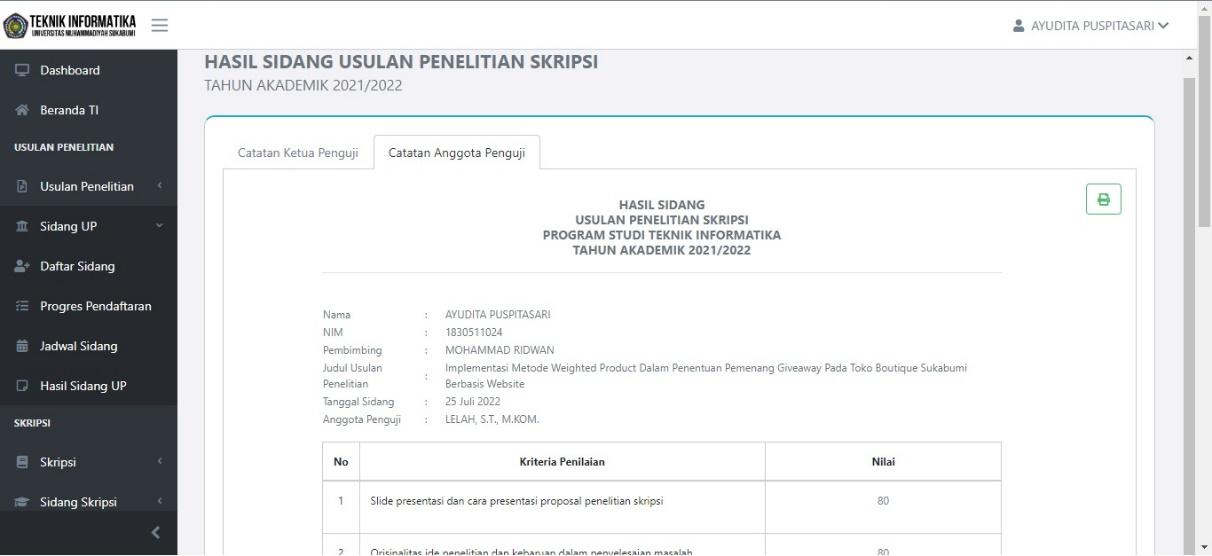 TEKNIK INFORMATIKA
UNIVERSITAS MUHAMMADIYAH SUKABUMI
AYUDITA PUSPITASARI
Dashboard
Beranda TI
USULAN PENELITIAN
Usulan Penelitian
Sidang UP
Daftar Sidang
Progres Pendaftaran
Jadwal Sidang
Hasil Sidang UP
SKRIPSI
Skripsi
Sidang Skripsi
HASIL SIDANG USULAN PENELITIAN SKRIPSI
TAHUN AKADEMIK 2021/2022
Catatan Ketua Penguji Catatan Anggota Penguji
HASIL SIDANG
USULAN PENELITIAN SKRIPSI
PROGRAM STUDI TEKNIK INFORMATIKA
TAHUN AKADEMIK 2021/2022
Nama : AYUDITA PUSPITASARI
NIM : 1830511024
Pembimbing : MOHAMMAD RIDWAN
Judul Usulan Penelitian : Implementasi Metode Weighted Product Dalam Penentuan Pemenang Giveaway Pada Toko Boutique Sukabumi
Berbasis Website
Tanggal Sidang : 25 Juli 2022
Anggota Penguji : LELAH, S.T., M.KOM.
No Kriteria Penilaian Nilai
1 Slide presentasi dan cara presentasi proposal penelitian skripsi 80
2 Orisinalitas ide penelitian dan kebaruan dalam penyelesaian masalah 80